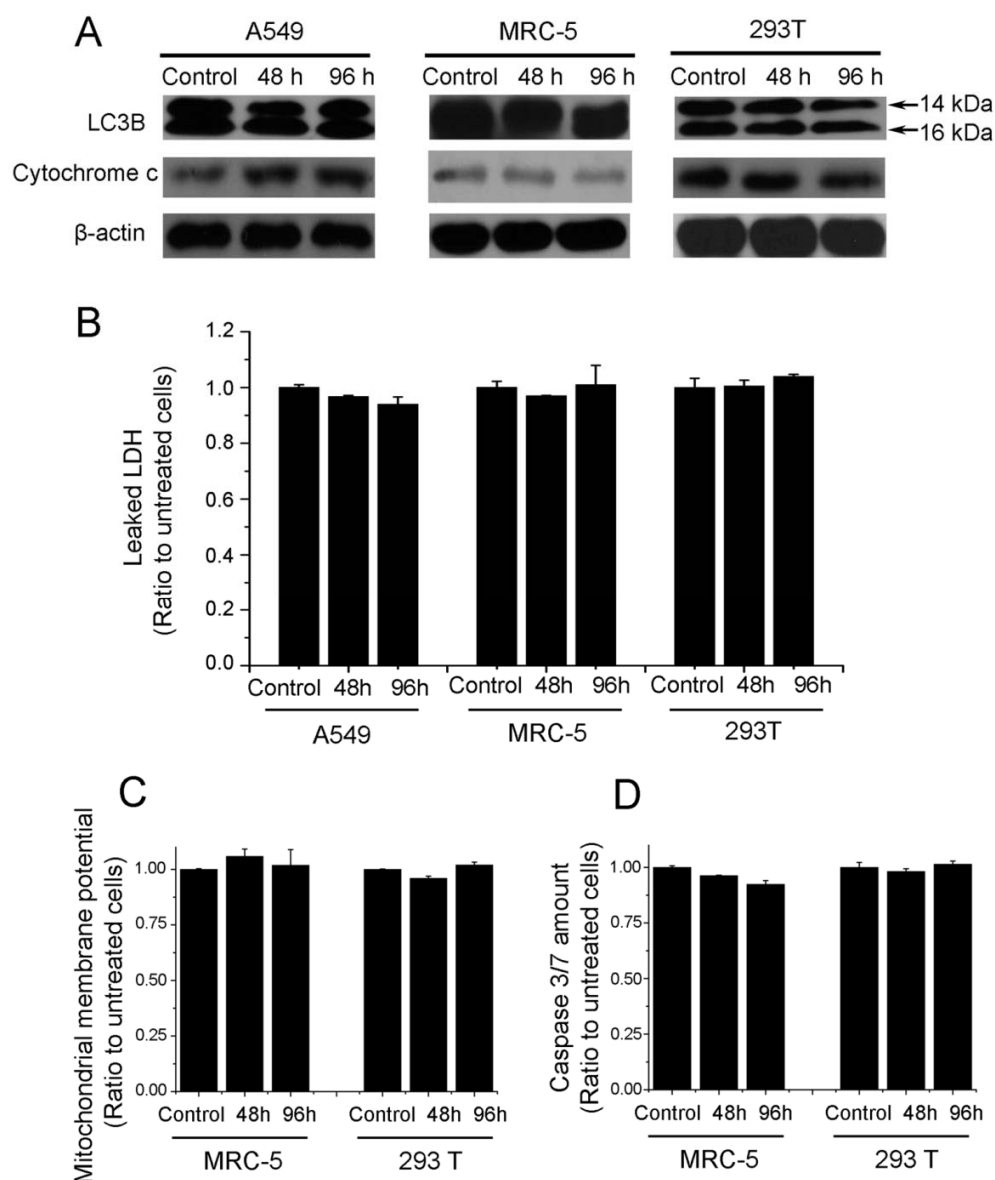 A
A549 MRC-5 293T
Control 48 h 96 h Control 48 h 96 h Control 48 h 96 h
LC3B 14 kDa
16 kDa
Cytochrome c
β-actin
B
Leaked LDH
(Ratio to untreated cells)
1.2
1.0
0.8
0.6
0.4
0.2
0.0
Control 48h 96h Control 48h 96h Control 48h 96h
A549 MRC-5 293T
C
Mitochondrial membrane potential
(Ratio to untreated cells)
1.00
0.75
0.50
0.25
0.00
Control 48h 96h Control 48h 96h
MRC-5 293 T
D
Caspase 3/7 amount
(Ratio to untreated cells)
1.00
0.75
0.50
0.25
0.00
Control 48h 96h Control 48h 96h
MRC-5 293 T